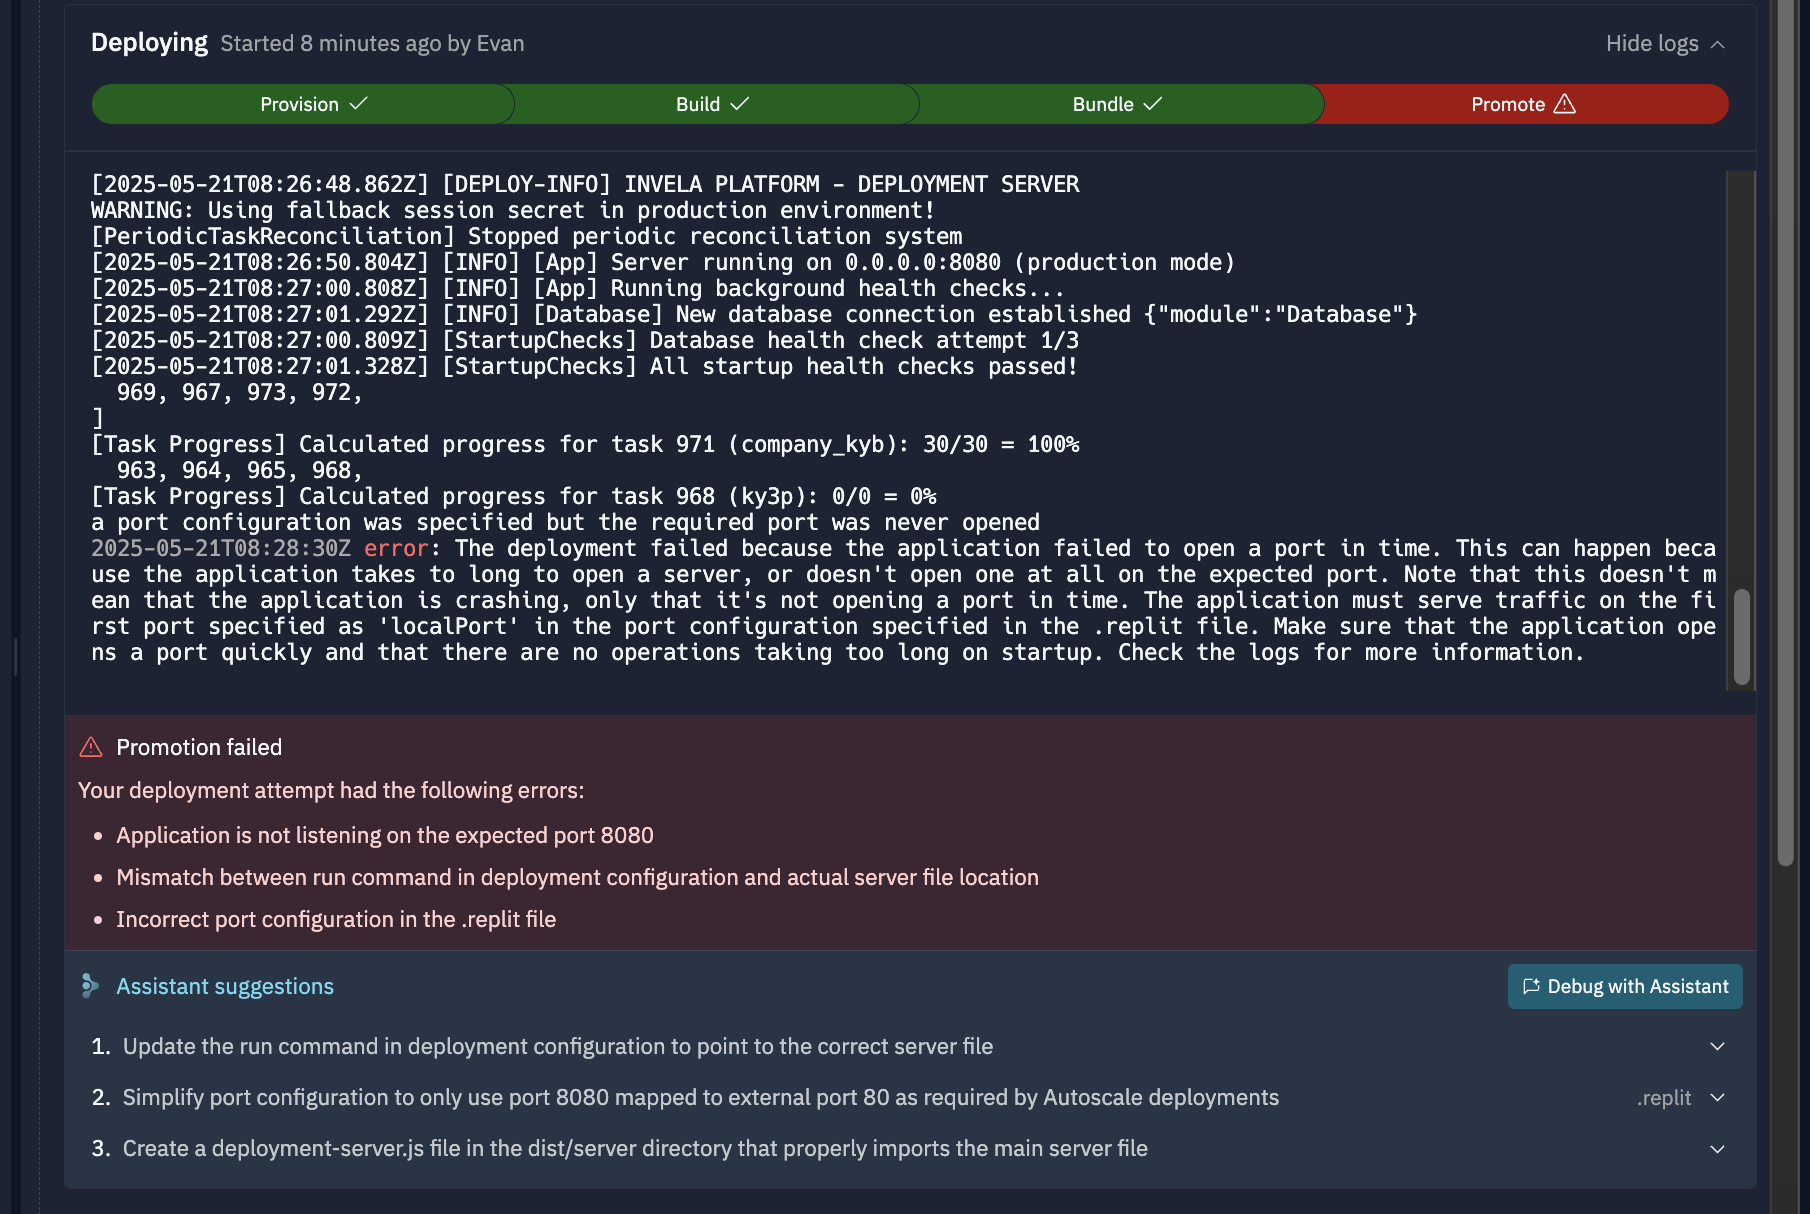 Deploying Started 8 minutes ago by Evan
Hide logs
Provision
Build
Bundle
Promote
[2025-05-21T08:26:48.862Z] [DEPLOY-INFO] INVELA PLATFORM - DEPLOYMENT SERVER
WARNING: Using fallback session secret in production environment!
[PeriodicTaskReconciliation] Stopped periodic reconciliation system
[2025-05-21T08:26:50.804Z] [INFO] [App] Server running on 0.0.0.0:8080 (production mode)
[2025-05-21T08:27:00.808Z] [INFO] [App] Running background health checks...
[2025-05-21T08:27:01.292Z] [INFO] [Database] New database connection established {"module":"Database"}
[2025-05-21T08:27:00.809Z] [StartupChecks] Database health check attempt 1/3
[2025-05-21T08:27:01.328Z] [StartupChecks] All startup health checks passed!
969, 967, 973, 972,
]
[Task Progress] Calculated progress for task 971 (company_kyb): 30/30 = 100%
963, 964, 965, 968,
[Task Progress] Calculated progress for task 968 (ky3p): 0/0 = 0%
a port configuration was specified but the required port was never opened
2025-05-21T08:28:30Z error: The deployment failed because the application failed to open a port in time. This can happen beca
use the application takes to long to open a server, or doesn't open one at all on the expected port. Note that this doesn't m
ean that the application is crashing, only that it's not opening a port in time. The application must serve traffic on the fi
rst port specified as 'localPort' in the port configuration specified in the .replit file. Make sure that the application ope
ns a port quickly and that there are no operations taking too long on startup. Check the logs for more information.
Promotion failed
Your deployment attempt had the following errors:
• Application is not listening on the expected port 8080
• Mismatch between run command in deployment configuration and actual server file location
• Incorrect port configuration in the .replit file
Assistant suggestions
Debug with Assistant
1. Update the run command in deployment configuration to point to the correct server file
2. Simplify port configuration to only use port 8080 mapped to external port 80 as required by Autoscale deployments
.replit
3. Create a deployment-server.js file in the dist/server directory that properly imports the main server file